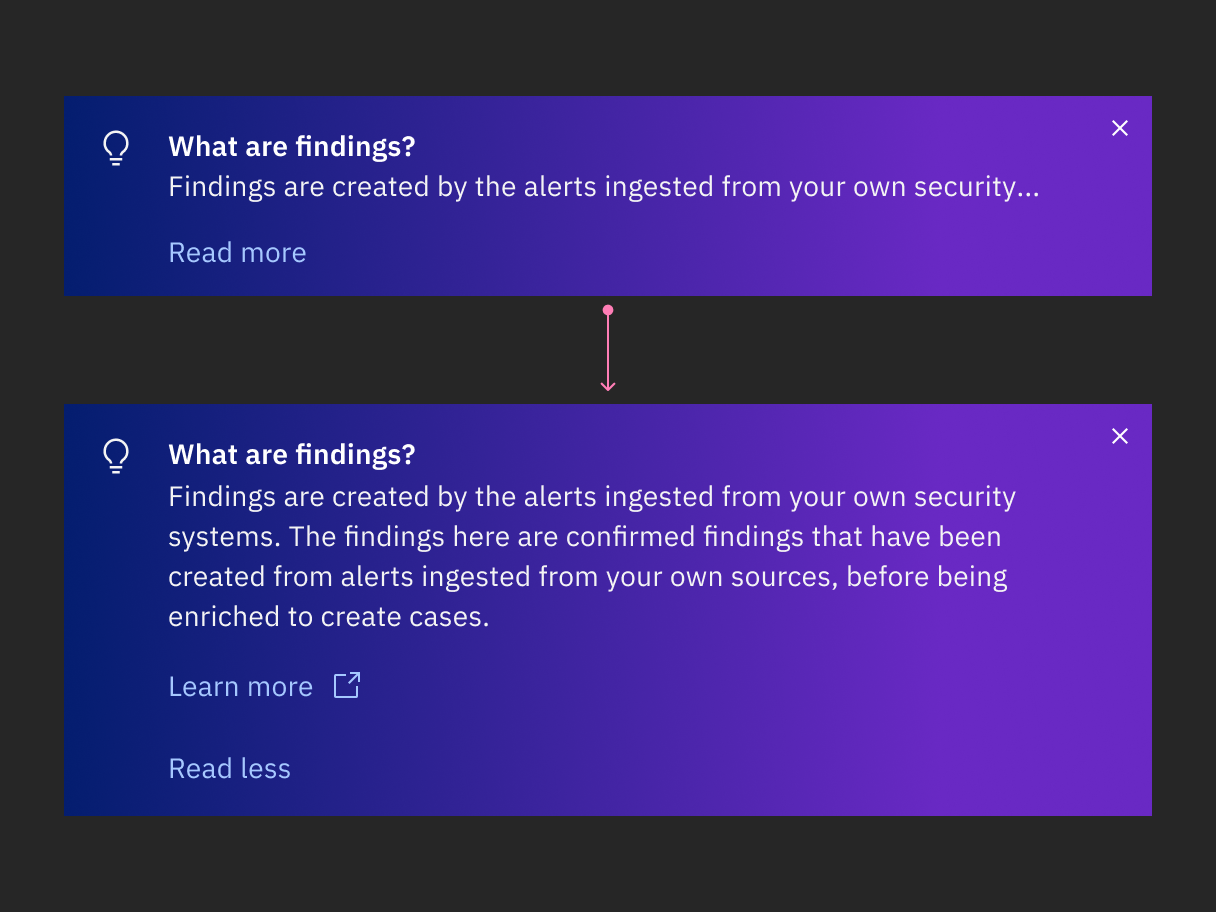 What are findings?
Findings are created by the alerts ingested from your own security...
Read more
What are findings?
Findings are created by the alerts ingested from your own security
systems. The findings here are confirmed findings that have been
created from alerts ingested from your own sources, before being
enriched to create cases.
Learn more
Read less